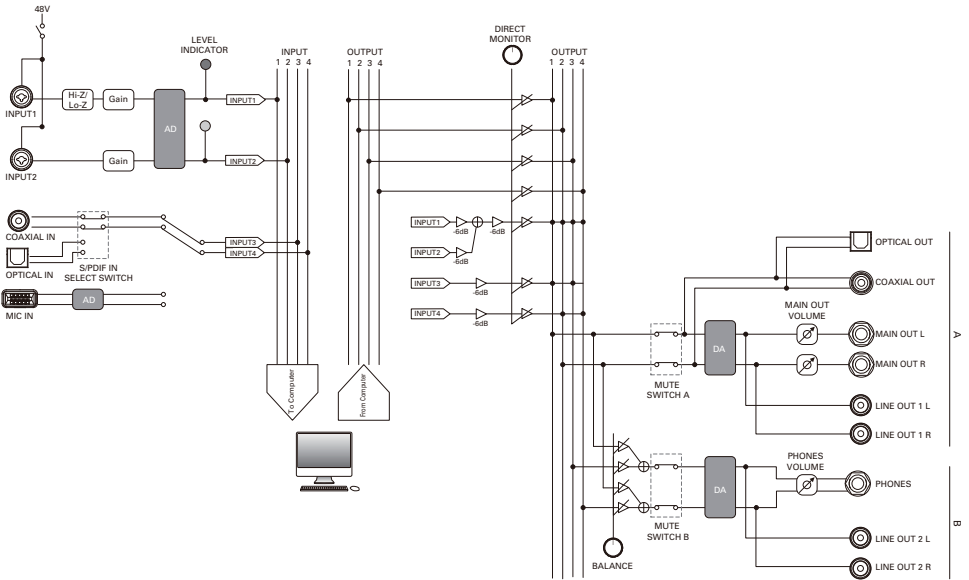 48V
INPUT1
INPUT2
Hi-Z/
Lo-Z
Gain
Gain
AD
LEVEL
INDICATOR
INPUT1
INPUT2
INPUT
1 2 3 4
OUTPUT
1 2 3 4
DIRECT
MONITOR
OUTPUT
1 2 3 4
COAXIAL IN
OPTICAL IN
S/PDIF IN
SELECT SWITCH
INPUT3
INPUT4
MIC IN
AD
INPUT1
-6dB
-6dB
INPUT2
-6dB
INPUT3
-6dB
INPUT4
-6dB
To Computer
From Computer
OPTICAL OUT
COAXIAL OUT
MAIN OUT
VOLUME
MUTE
SWITCH A
DA
MAIN OUT L
MAIN OUT R
LINE OUT 1 L
LINE OUT 1 R
A
BALANCE
MUTE
SWITCH B
DA
PHONES
VOLUME
PHONES
LINE OUT 2 L
LINE OUT 2 R
B